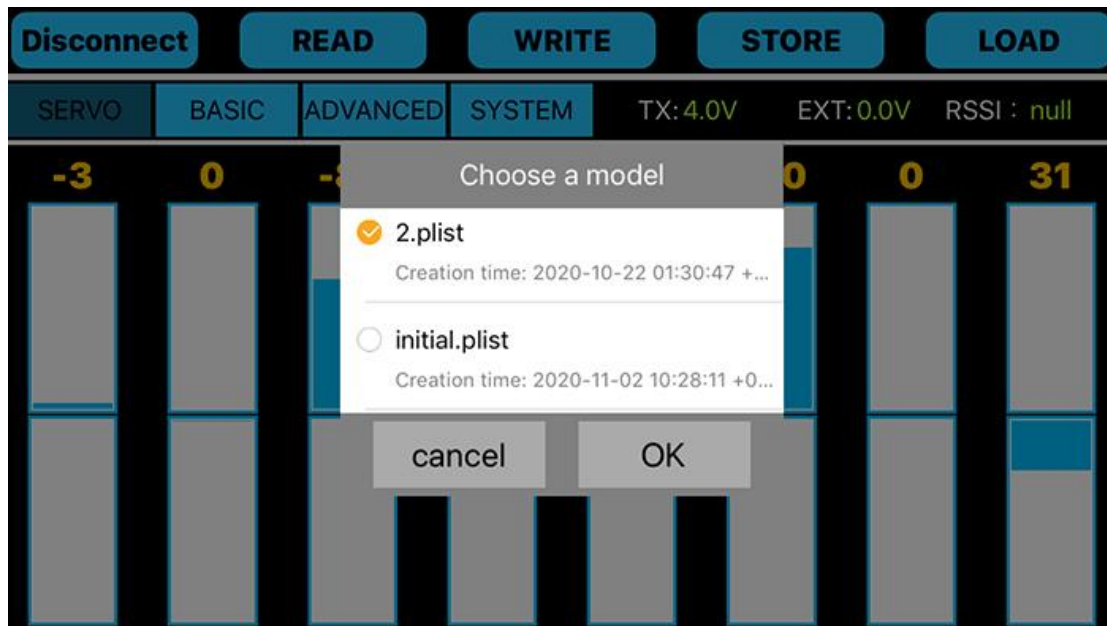 Disconnect READ WRITE STORE LOAD
SERVO BASIC ADVANCED SYSTEM TX: 4.0V EXT: 0.0V RSSI : null
-3 0 0 31
Choose a model
2.plist
Creation time: 2020-10-22 01:30:47 +...
initial.plist
Creation time: 2020-11-02 10:28:11 +0...
cancel OK